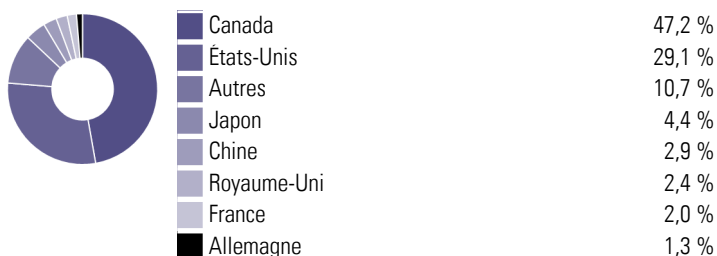 Canada 47,2 %
États-Unis 29,1 %
Autres 10,7 %
Japon 4,4 %
Chine 2,9 %
Royaume-Uni 2,4 %
France 2,0 %
Allemagne 1,3 %